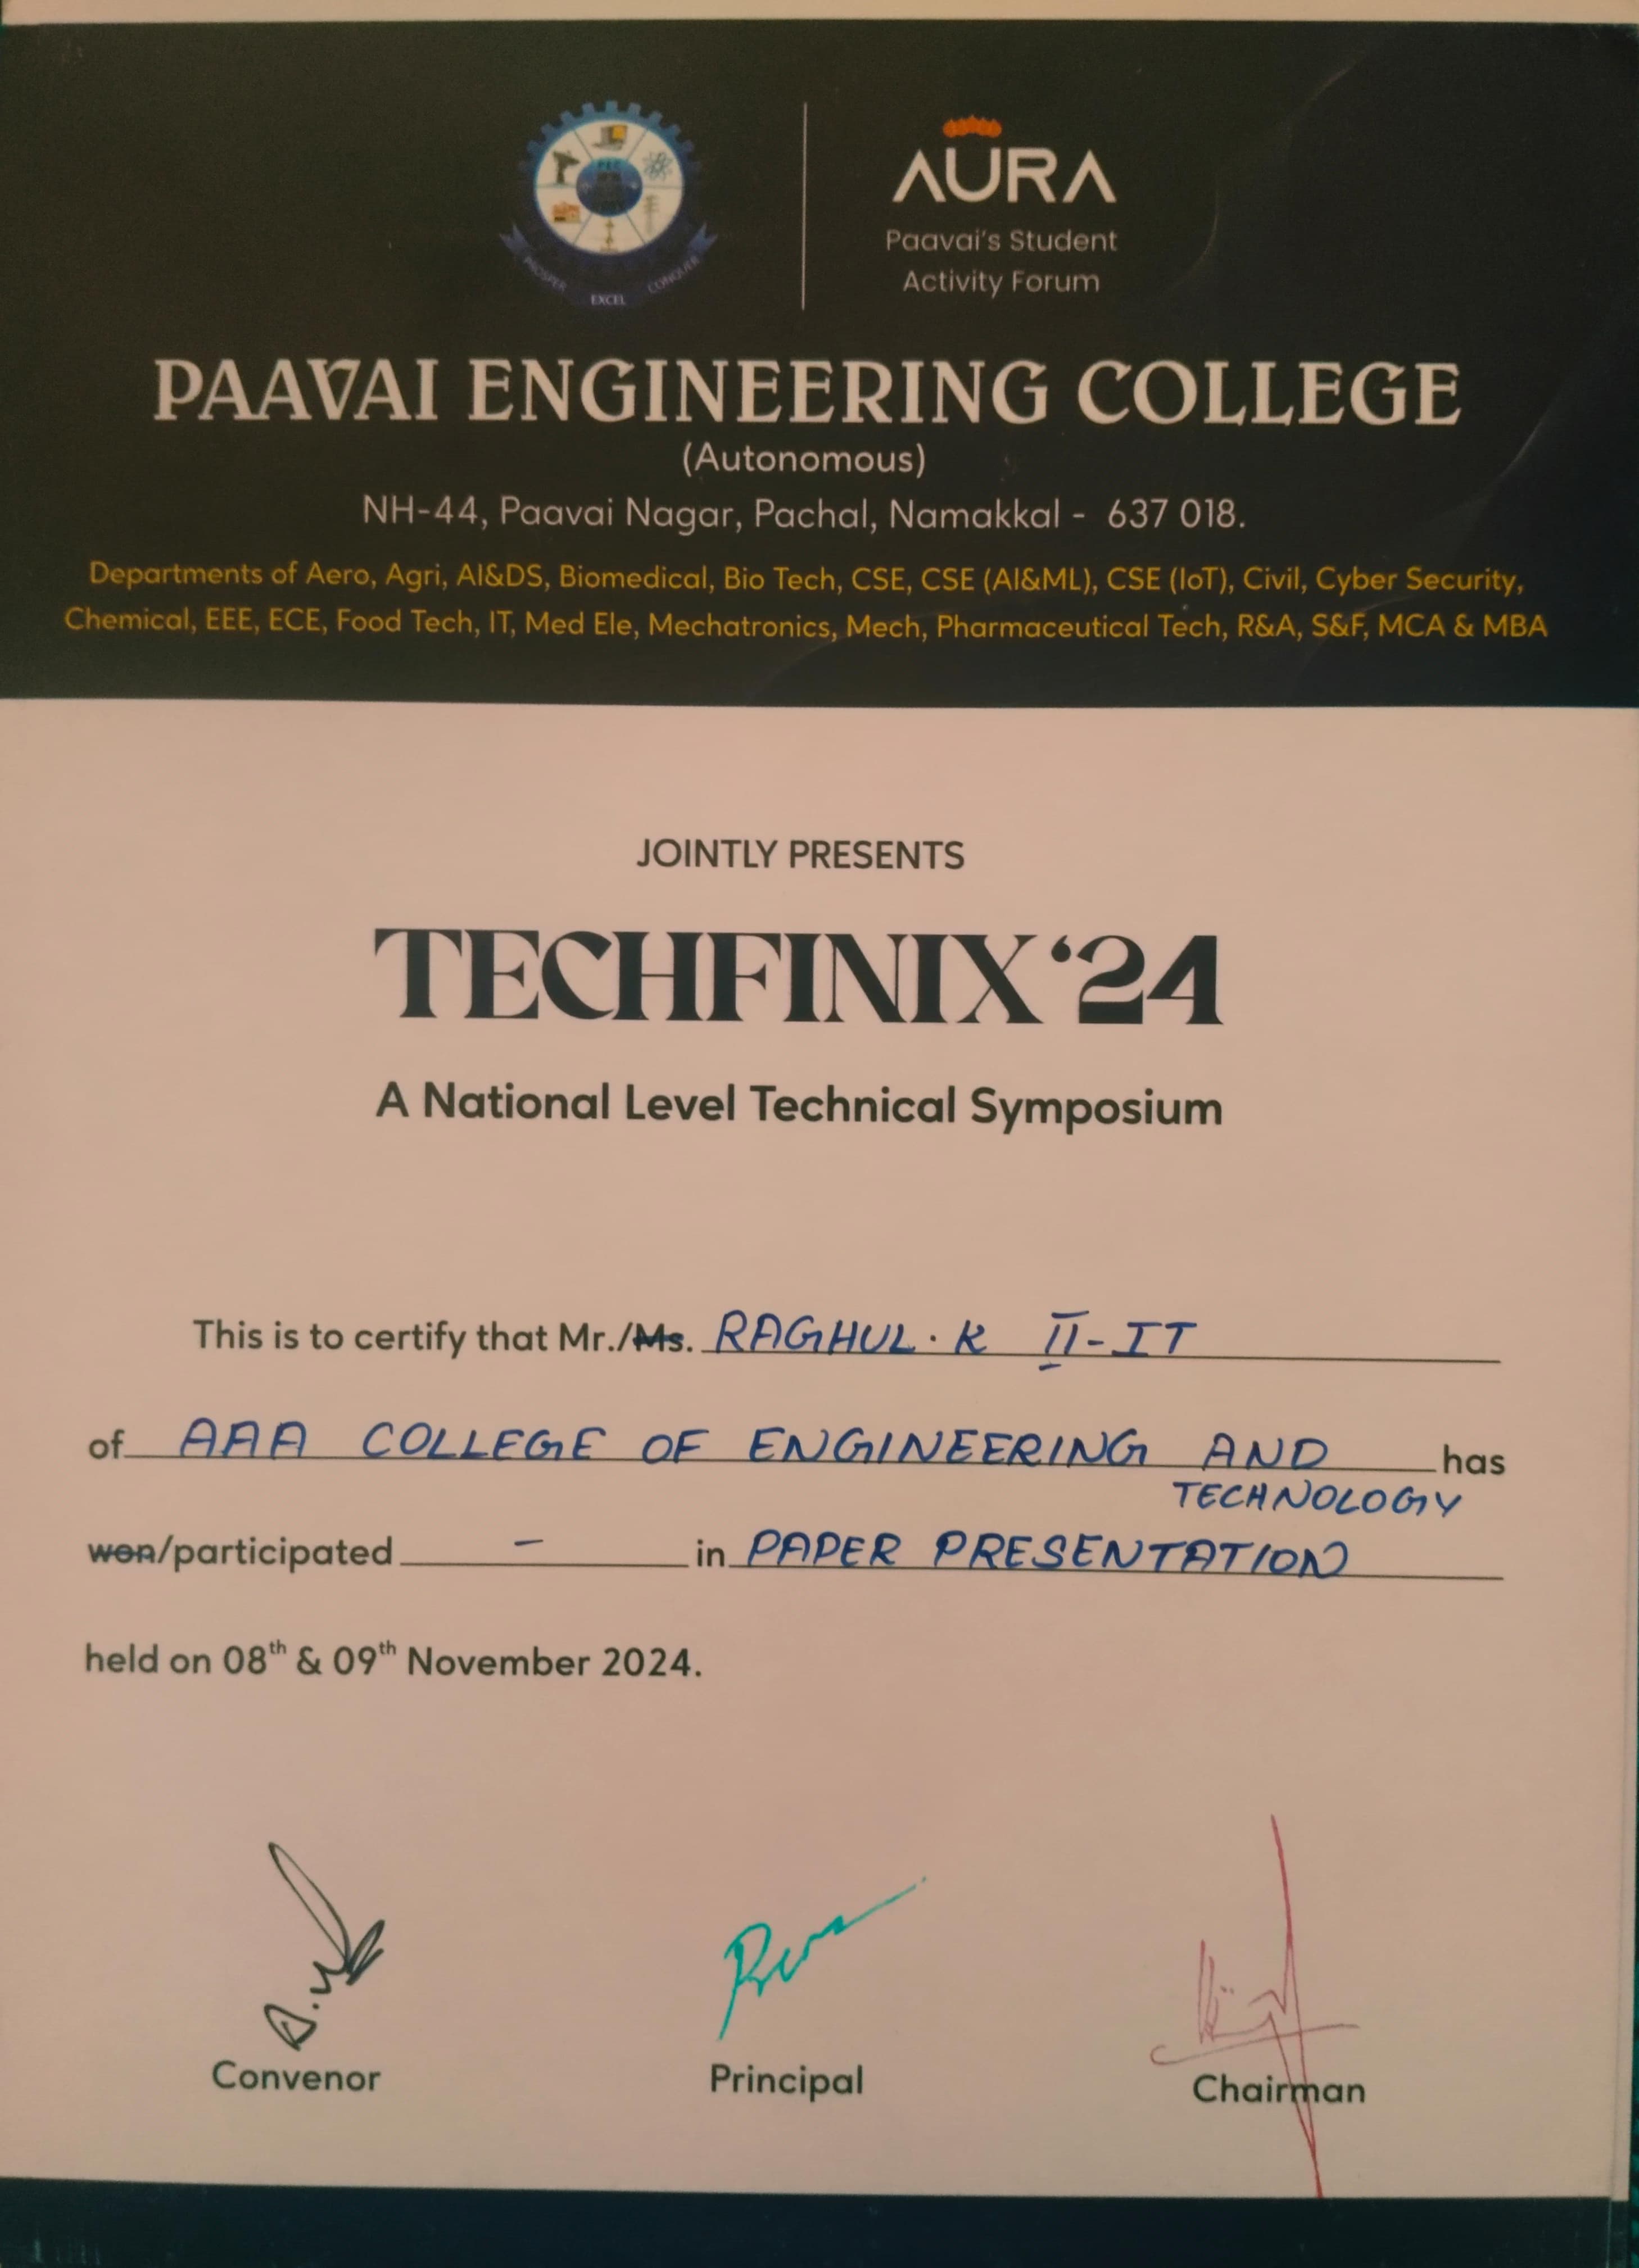 PROSPER EXCEL CONQUER
AURA
Paavai's Student
Activity Forum
PAAVAI ENGINEERING COLLEGE
(Autonomous)
NH-44, Paavai Nagar, Pachal, Namakkal - 637 018.
Departments of Aero, Agri, AI&DS, Biomedical, Bio Tech, CSE, CSE (AI&ML), CSE (IoT), Civil, Cyber Security,
Chemical, EEE, ECE, Food Tech, IT, Med Ele, Mechatronics, Mech, Pharmaceutical Tech, R&A, S&F, MCA & MBA
JOINTLY PRESENTS
TECHFINIX ‘24
A National Level Technical Symposium
This is to certify that Mr./Ms. RAGHUL. K II-IT
of AAA COLLEGE OF ENGINEERING AND has
TECHNOLOGY
won/participated - in PAPER PRESENTATION
held on 08th & 09th November 2024.
Convenor Principal Chairman